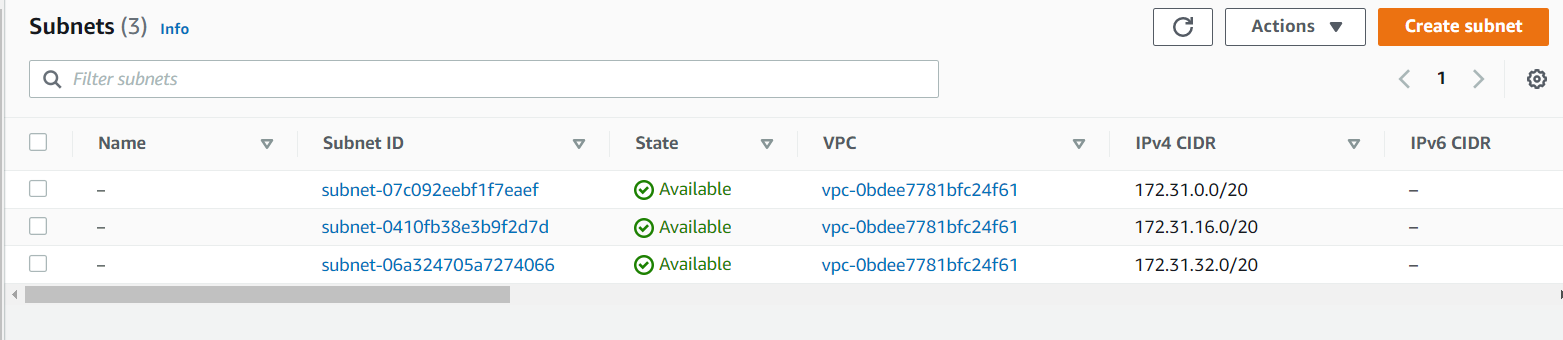 Subnets (3) Info
Actions
Create subnet
Filter subnets
1
Name Subnet ID State VPC IPv4 CIDR IPv6 CIDR
– subnet-07c092eebf1f7eaef Available vpc-0bdee7781bfc24f61 172.31.0.0/20 –
– subnet-0410fb38e3b9f2d7d Available vpc-0bdee7781bfc24f61 172.31.16.0/20 –
– subnet-06a324705a7274066 Available vpc-0bdee7781bfc24f61 172.31.32.0/20 –